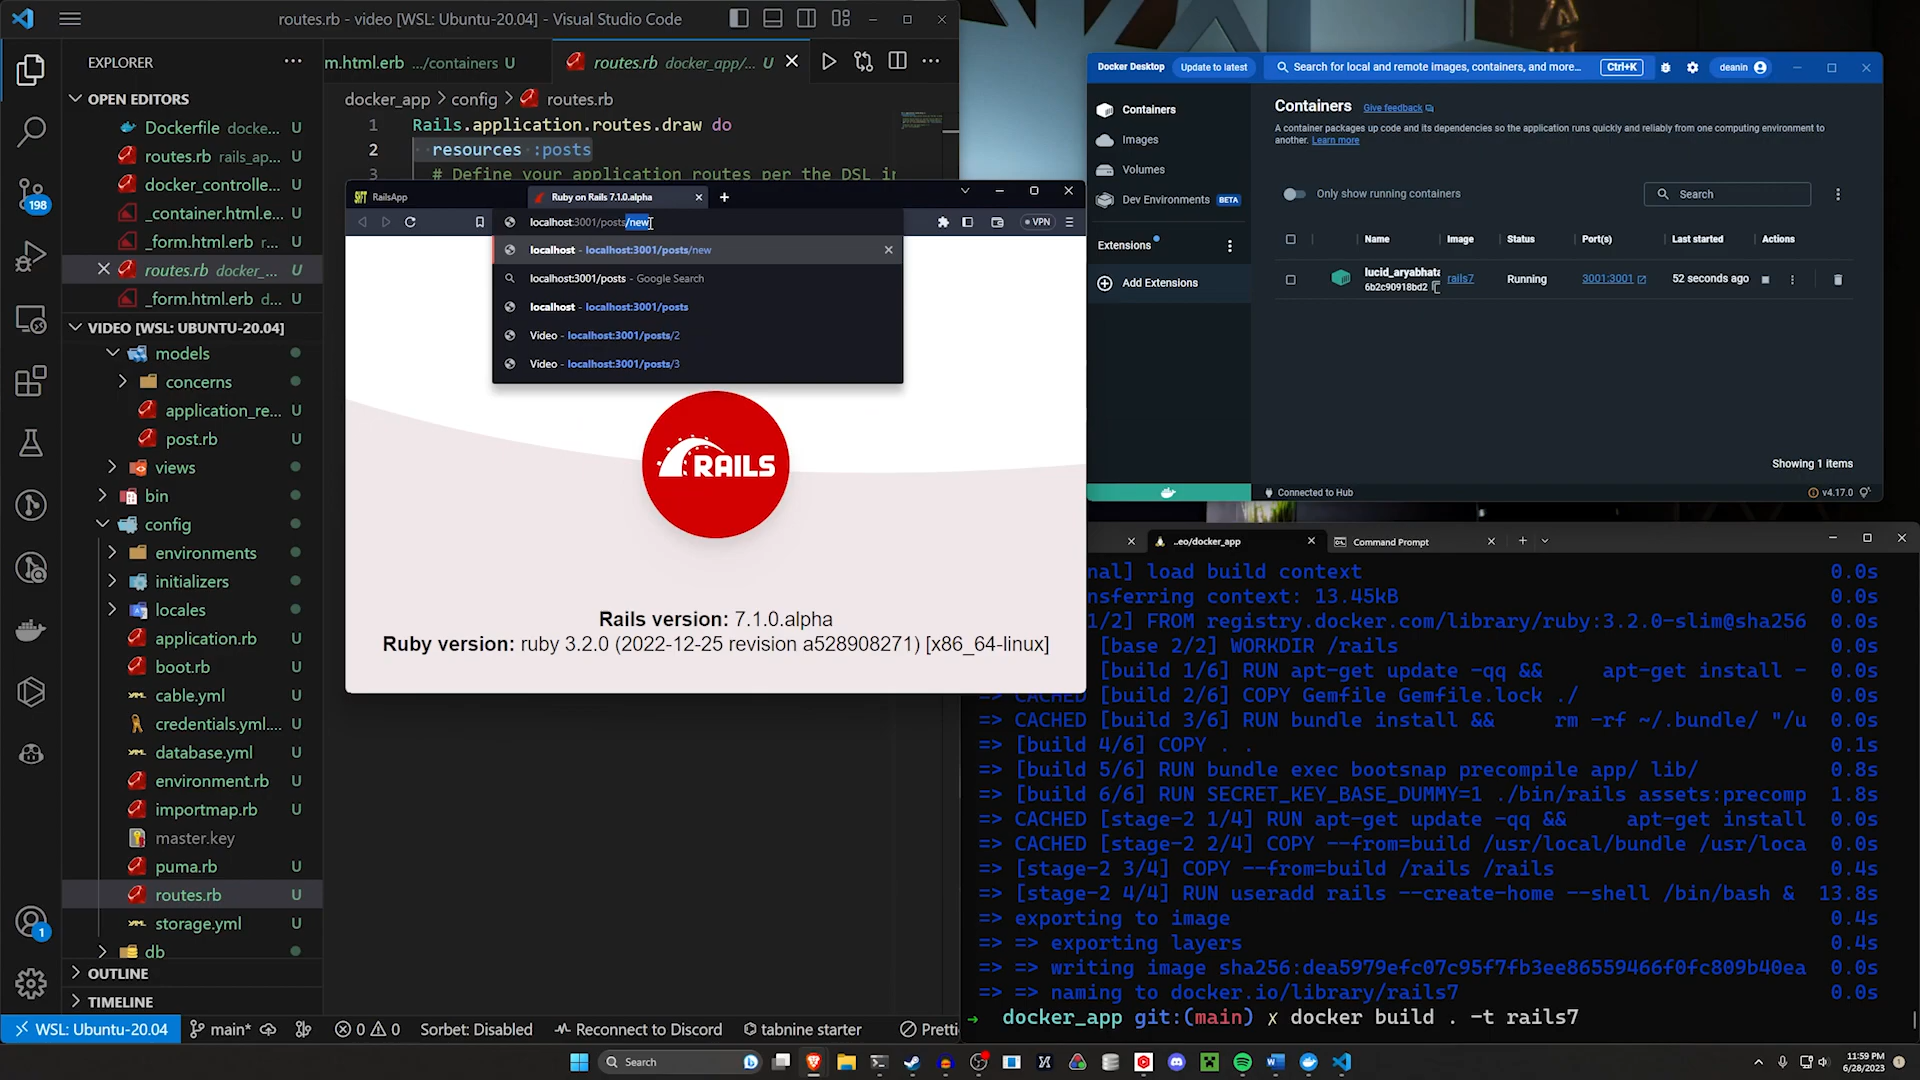 routes.rb - video [WSL: Ubuntu-20.04] - Visual Studio Code
EXPLORER
OPEN EDITORS
Dockerfile docke... U
routes.rb rails_ap... U
docker_controlle... U
_container.html.e... U
_form.html.erb r... U
routes.rb docker_... U
_form.html.erb d... U
VIDEO [WSL: UBUNTU-20.04]
models
concerns
application_re... U
post.rb U
views
bin
config
environments
initializers
locales
application.rb U
boot.rb U
cable.yml U
credentials.yml.... U
database.yml U
environment.rb U
importmap.rb U
master.key
puma.rb U
routes.rb U
storage.yml U
db
OUTLINE
TIMELINE
198
1
m.html.erb .../containers U
routes.rb docker_app/... U
docker_app > config > routes.rb
1 Rails.application.routes.draw do
2 resources :posts
3 # Define your application routes per the DSL in
RailsApp
Ruby on Rails 7.1.0.alpha
localhost:3001/posts/new
VPN
localhost - localhost:3001/posts/new
localhost:3001/posts - Google Search
localhost - localhost:3001/posts
Video - localhost:3001/posts/2
Video - localhost:3001/posts/3
RAILS
Rails version: 7.1.0.alpha
Ruby version: ruby 3.2.0 (2022-12-25 revision a528908271) [x86_64-linux]
Docker Desktop
Update to latest
Search for local and remote images, containers, and more...
Ctrl+K
deanin
Containers
Images
Volumes
Dev Environments BETA
Extensions
Add Extensions
Containers Give feedback
A container packages up code and its dependencies so the application runs quickly and reliably from one computing environment to
another. Learn more
Only show running containers
Search
Name Image Status Port(s) Last started Actions
lucid_aryabhata
6b2c90918bd2
rails7 Running 3001:3001 52 seconds ago
Showing 1 items
Connected to Hub
v4.17.0
..eo/docker_app
Command Prompt
nal] load build context 0.0s
nsferring context: 13.45kB 0.0s
1/2] FROM registry.docker.com/library/ruby:3.2.0-slim@sha256 0.0s
[base 2/2] WORKDIR /rails 0.0s
[build 1/6] RUN apt-get update -qq && apt-get install - 0.0s
=> CACHED [build 2/6] COPY Gemfile Gemfile.lock ./ 0.0s
=> CACHED [build 3/6] RUN bundle install && rm -rf ~/.bundle/ "/u 0.0s
=> [build 4/6] COPY . . 0.1s
=> [build 5/6] RUN bundle exec bootsnap precompile app/ lib/ 0.8s
=> [build 6/6] RUN SECRET_KEY_BASE_DUMMY=1 ./bin/rails assets:precomp 1.8s
=> CACHED [stage-2 1/4] RUN apt-get update -qq && apt-get install 0.0s
=> CACHED [stage-2 2/4] COPY --from=build /usr/local/bundle /usr/loca 0.0s
=> [stage-2 3/4] COPY --from=build /rails /rails 0.4s
=> [stage-2 4/4] RUN useradd rails --create-home --shell /bin/bash & 13.8s
=> exporting to image 0.4s
=> => exporting layers 0.4s
=> => writing image sha256:dea5979efc07c95f7fb3ee86559466f0fc809b40ea 0.0s
=> => naming to docker.io/library/rails7 0.0s
→ docker_app git:(main) x docker build . -t rails7
WSL: Ubuntu-20.04
main*
0 0
Sorbet: Disabled
Reconnect to Discord
tabnine starter
Pretti
Search
11:59 PM
6/28/2023